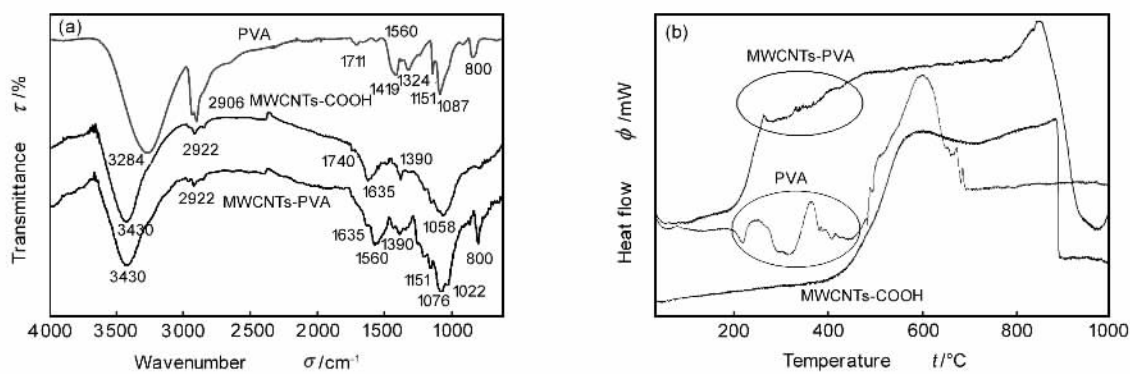 (a)
PVA
1560
1711
1419
1324
1151
1087
800
2906
MWCNTs-COOH
3284
2922
1740
1390
1635
3430
2922
MWCNTs-PVA
1058
1635
1390
1560
800
3430
1151
1076
1022
Transmittance τ /%
4000 3500 3000 2500 2000 1500 1000
Wavenumber σ /cm⁻¹
(b)
MWCNTs-PVA
PVA
MWCNTs-COOH
Heat flow ϕ /mW
200 400 600 800 1000
Temperature t /°C